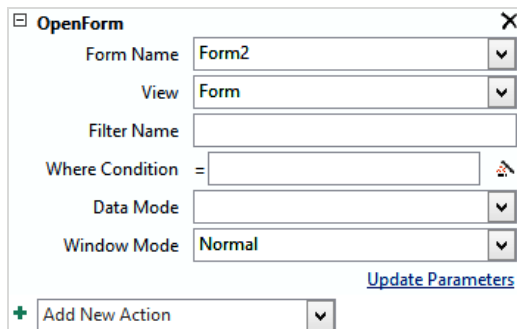 OpenForm
Form Name Form2
View Form
Filter Name
Where Condition =
Data Mode
Window Mode Normal
Update Parameters
Add New Action